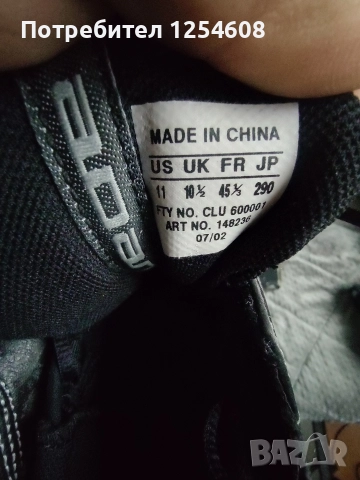 Потребител 1254608
MADE IN CHINA
US UK FR JP
11 10½ 45⅓ 290
FTY NO. CLU 600001
ART NO. 148236
07/02
BAZAR